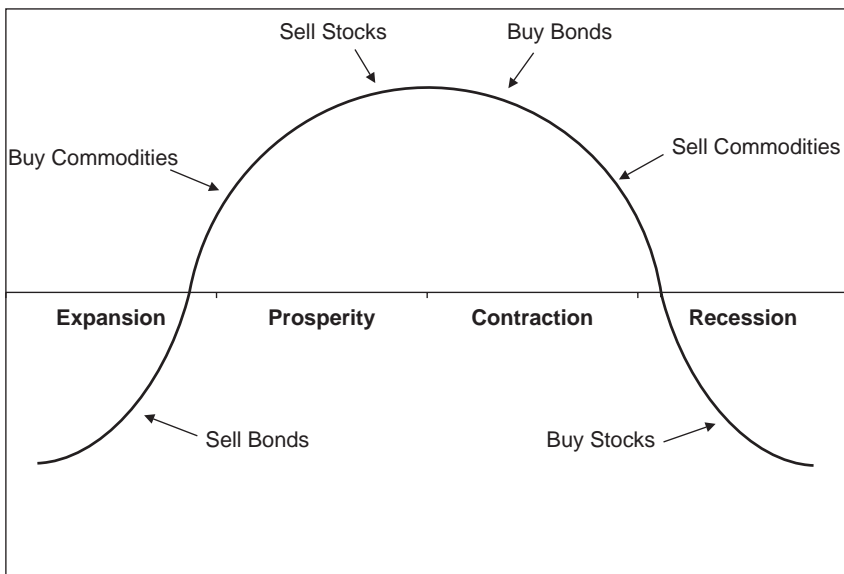 Sell Stocks
Buy Bonds
Buy Commodities
Sell Commodities
Expansion
Prosperity
Contraction
Recession
Sell Bonds
Buy Stocks